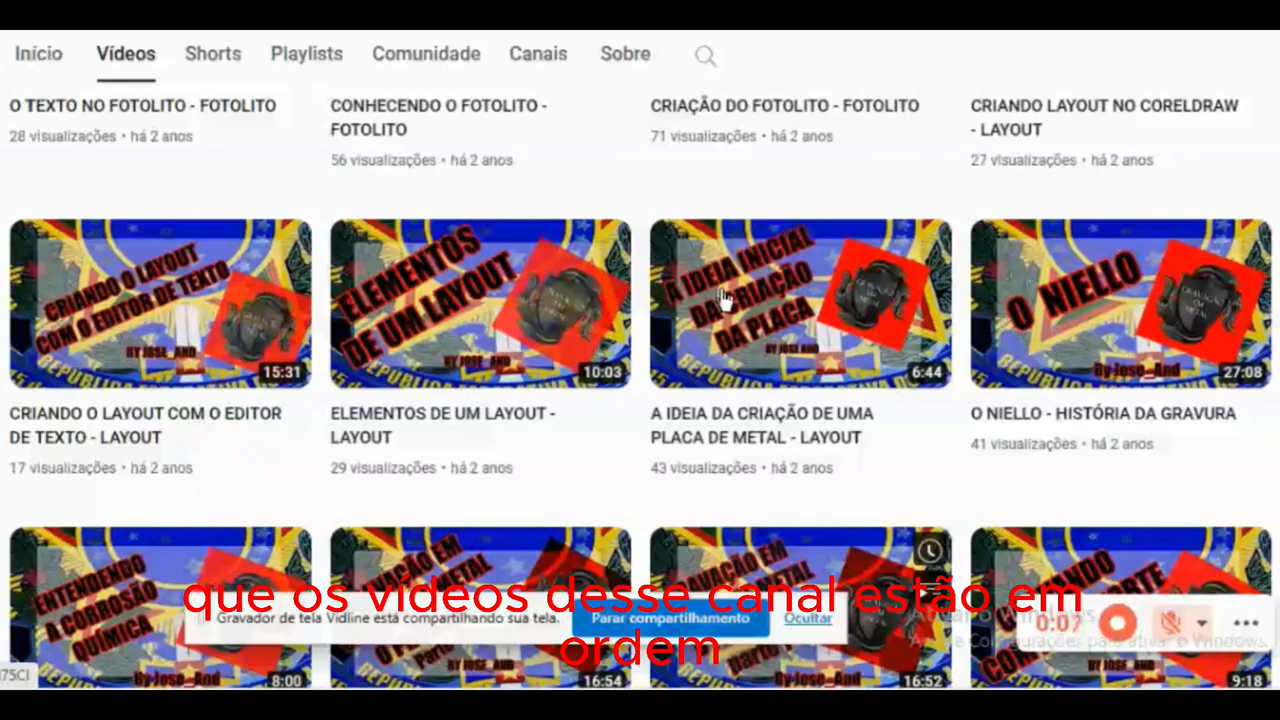 Início Vídeos Shorts Playlists Comunidade Canais Sobre
O TEXTO NO FOTOLITO - FOTOLITO
28 visualizações • há 2 anos
CONHECENDO O FOTOLITO -
FOTOLITO
56 visualizações • há 2 anos
CRIAÇÃO DO FOTOLITO - FOTOLITO
71 visualizações • há 2 anos
CRIANDO LAYOUT NO CORELDRAW
- LAYOUT
27 visualizações • há 2 anos
CRIANDO O LAYOUT
COM O EDITOR DE TEXTO
BY JOSE_AND
15:31
CRIANDO O LAYOUT COM O EDITOR
DE TEXTO - LAYOUT
17 visualizações • há 2 anos
ELEMENTOS
DE UM LAYOUT
BY JOSE_AND
10:03
ELEMENTOS DE UM LAYOUT -
LAYOUT
29 visualizações • há 2 anos
A IDEIA INICIAL
DA CRIAÇÃO
DA PLACA
BY JOSE AND
6:44
A IDEIA DA CRIAÇÃO DE UMA
PLACA DE METAL - LAYOUT
43 visualizações • há 2 anos
O NIELLO
By Jose_And
27:08
O NIELLO - HISTÓRIA DA GRAVURA
41 visualizações • há 2 anos
ENTENDENDO
A CORROSÃO
QUÍMICA
By Jose_And
8:00
16:54
16:52
9:18
que os vídeos desse canal estão em
ordem
Gravador de tela Vidline está compartilhando sua tela.
Parar compartilhamento
Ocultar
0:07